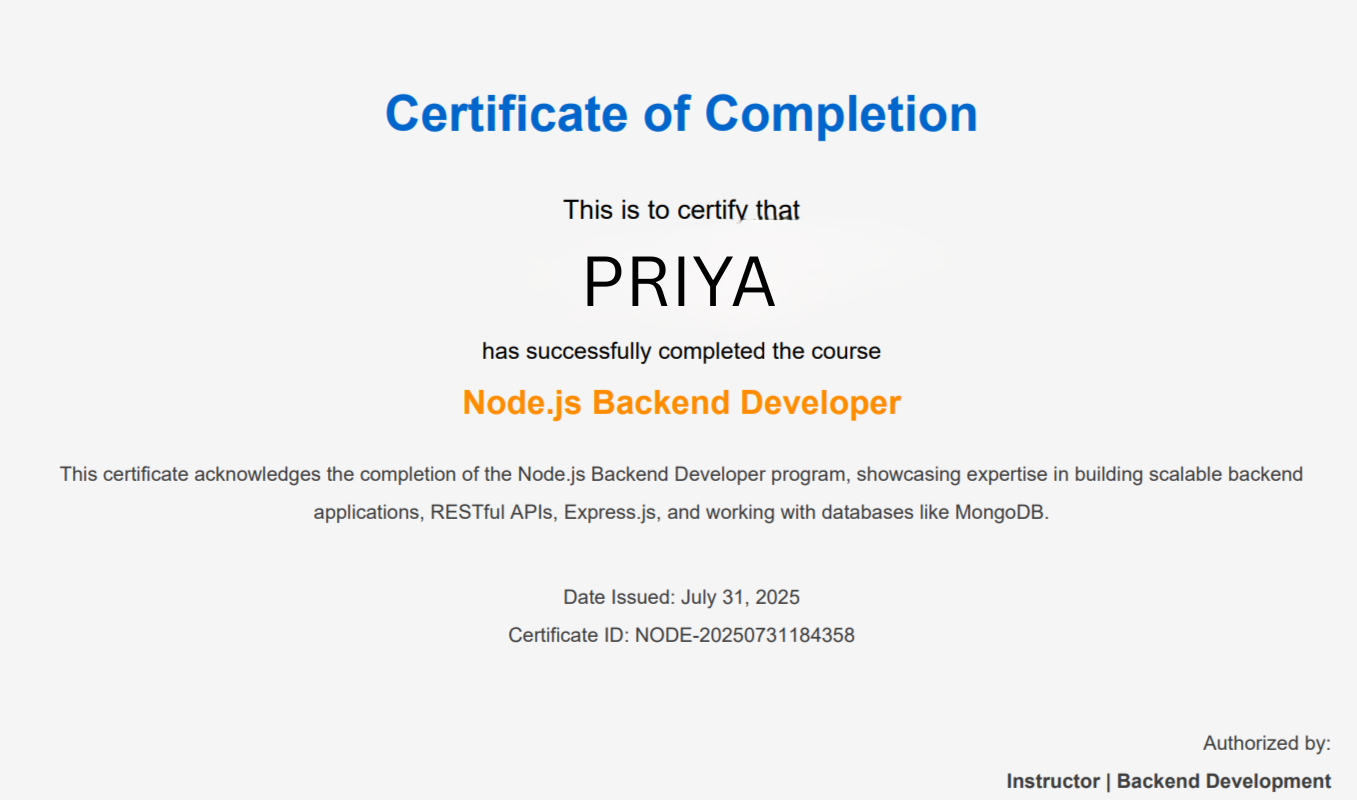 Certificate of Completion
This is to certify that
PRIYA
has successfully completed the course
Node.js Backend Developer
This certificate acknowledges the completion of the Node.js Backend Developer program, showcasing expertise in building scalable backend
applications, RESTful APIs, Express.js, and working with databases like MongoDB.
Date Issued: July 31, 2025
Certificate ID: NODE-20250731184358
Authorized by:
Instructor | Backend Development